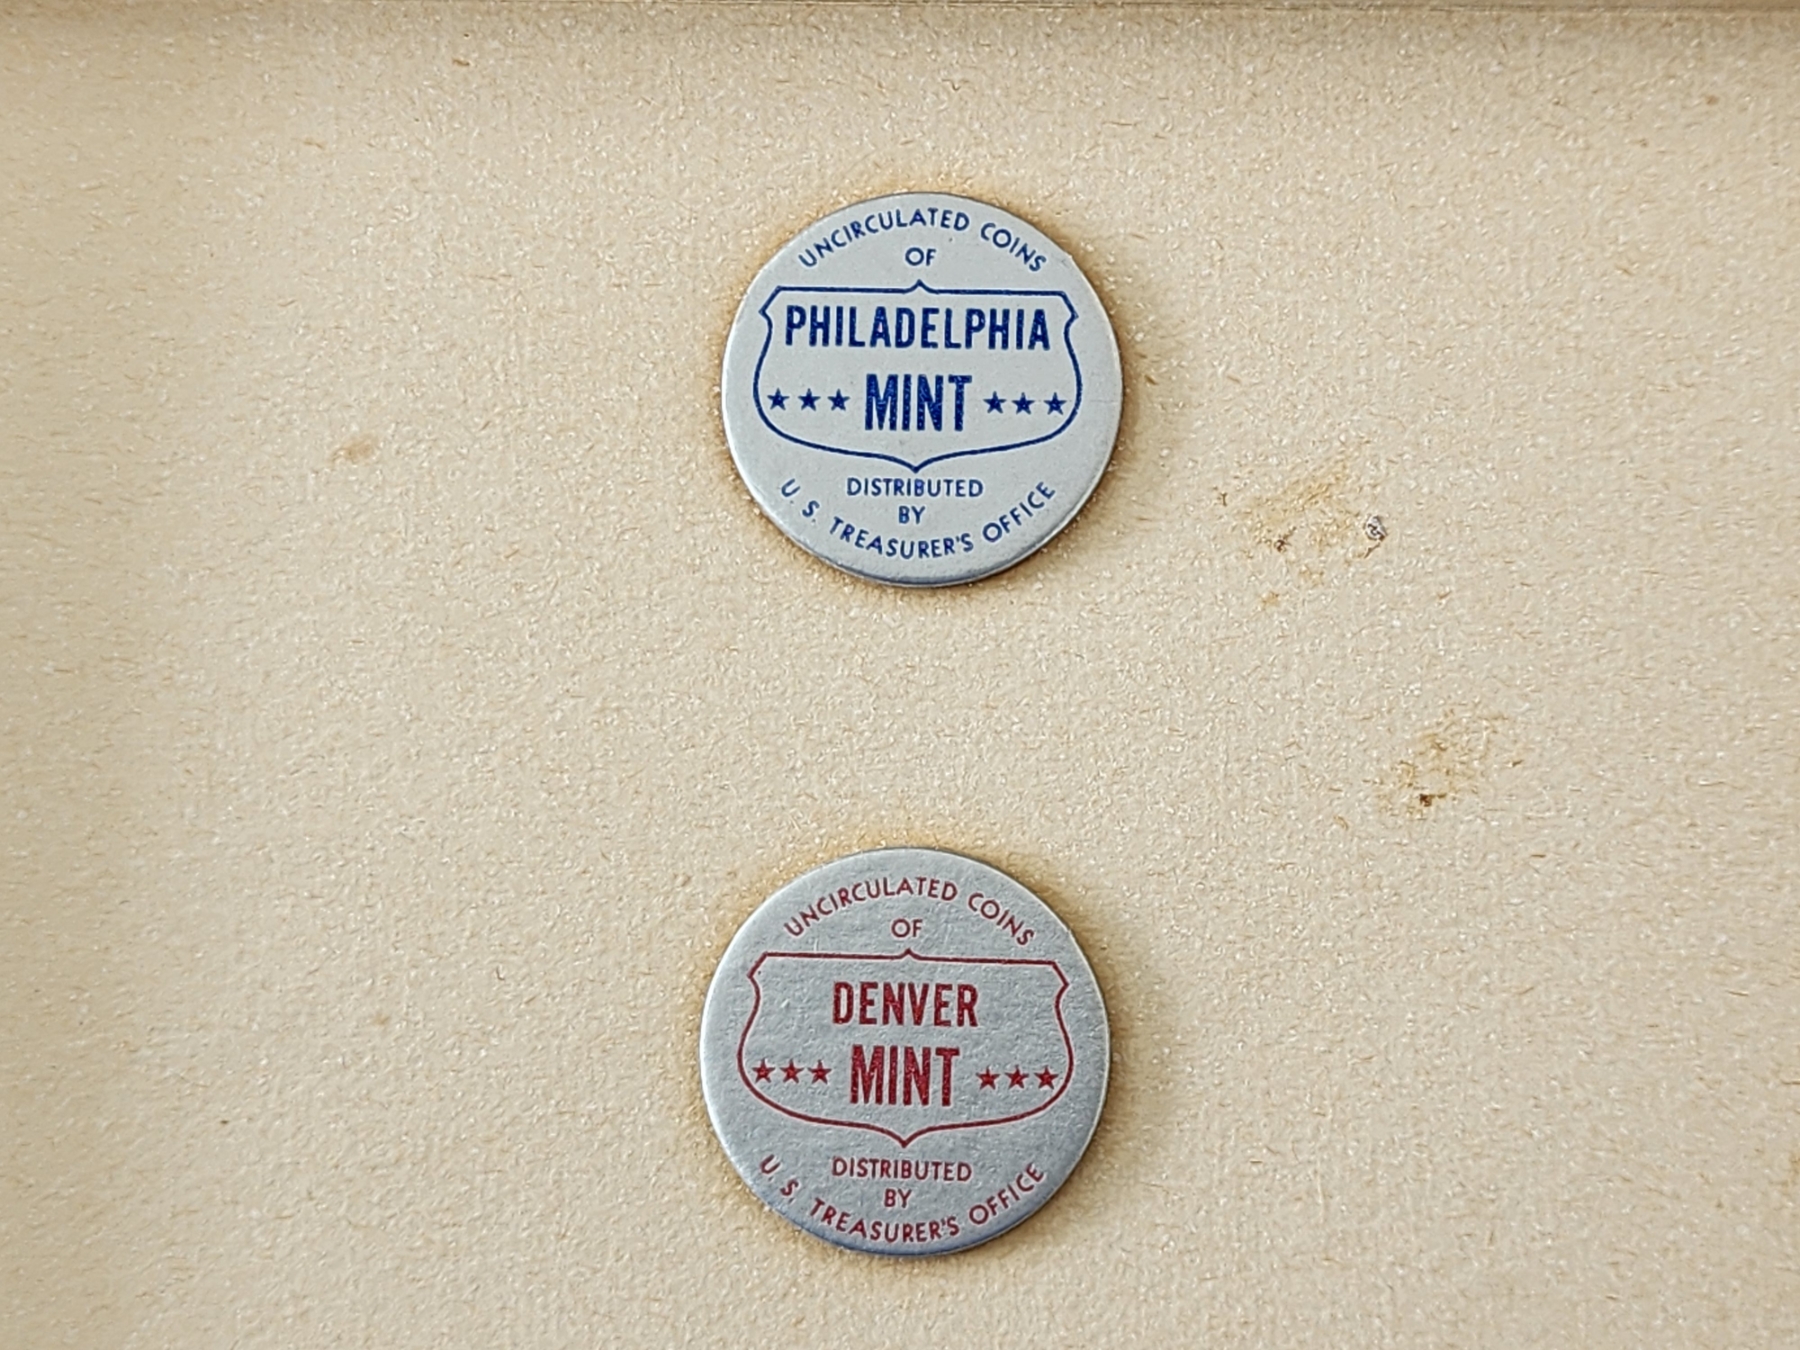 UNCIRCULATED COINS
OF
PHILADELPHIA
★★★ MINT ★★★
DISTRIBUTED
BY
U. S. TREASURER'S OFFICE
UNCIRCULATED COINS
OF
DENVER
★★★ MINT ★★★
DISTRIBUTED
BY
U. S. TREASURER'S OFFICE